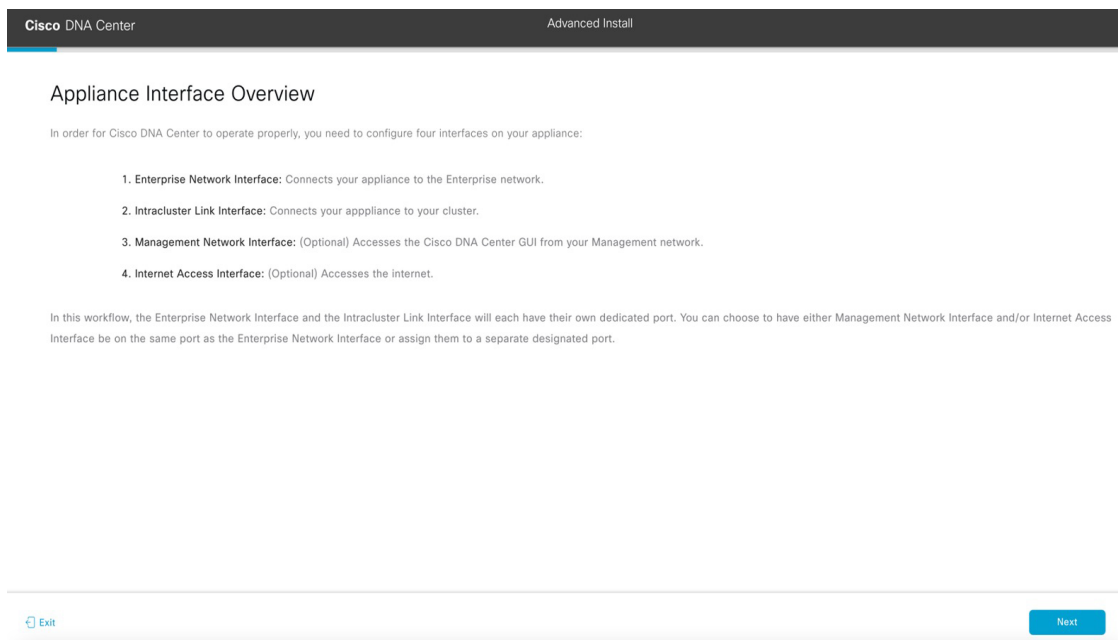 Cisco DNA Center
Advanced Install
Appliance Interface Overview
In order for Cisco DNA Center to operate properly, you need to configure four interfaces on your appliance:
1. Enterprise Network Interface: Connects your appliance to the Enterprise network.
2. Intracluster Link Interface: Connects your apppliance to your cluster.
3. Management Network Interface: (Optional) Accesses the Cisco DNA Center GUI from your Management network.
4. Internet Access Interface: (Optional) Accesses the internet.
In this workflow, the Enterprise Network Interface and the Intracluster Link Interface will each have their own dedicated port. You can choose to have either Management Network Interface and/or Internet Access
Interface be on the same port as the Enterprise Network Interface or assign them to a separate designated port.
Exit
Next